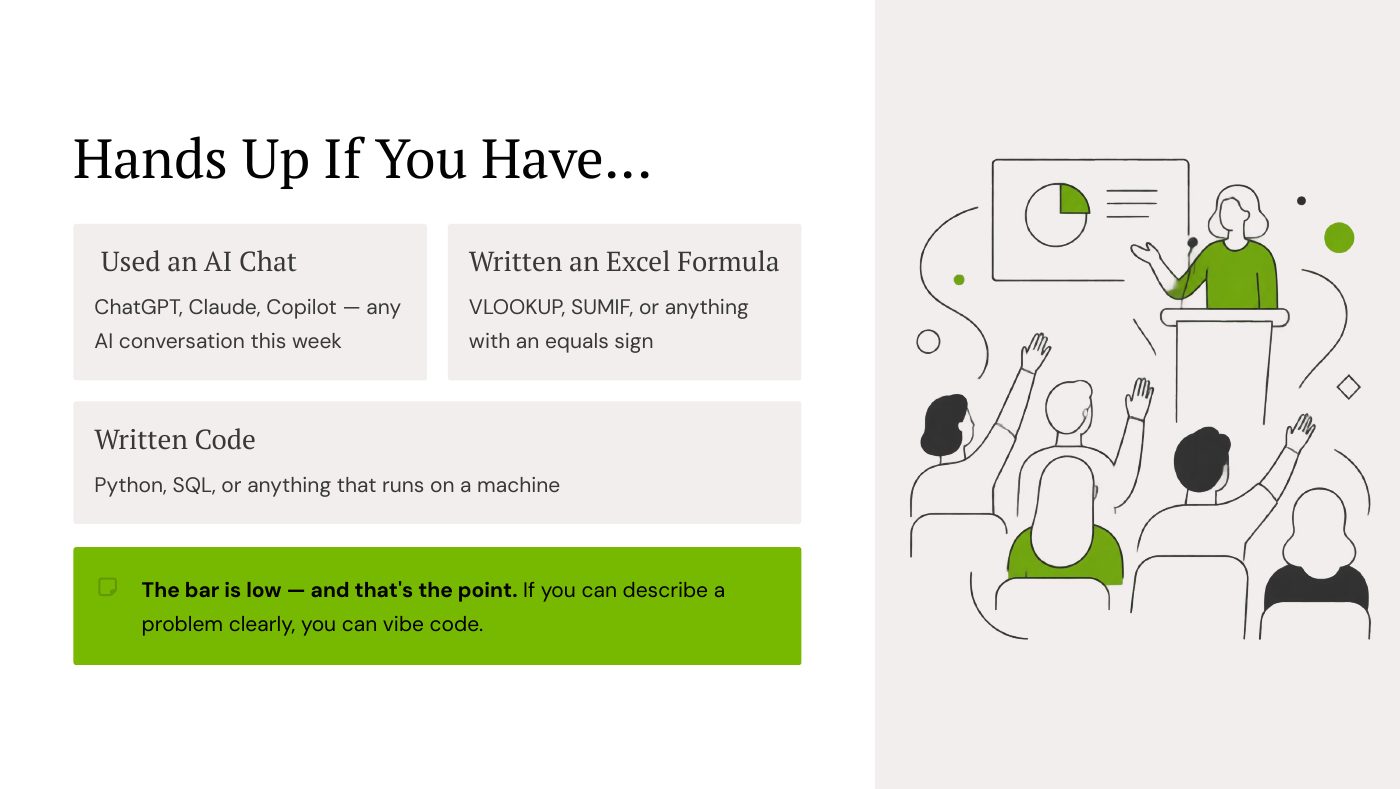 Hands Up If You Have...
Used an AI Chat
ChatGPT, Claude, Copilot — any
AI conversation this week
Written an Excel Formula
VLOOKUP, SUMIF, or anything
with an equals sign
Written Code
Python, SQL, or anything that runs on a machine
The bar is low — and that's the point. If you can describe a
problem clearly, you can vibe code.